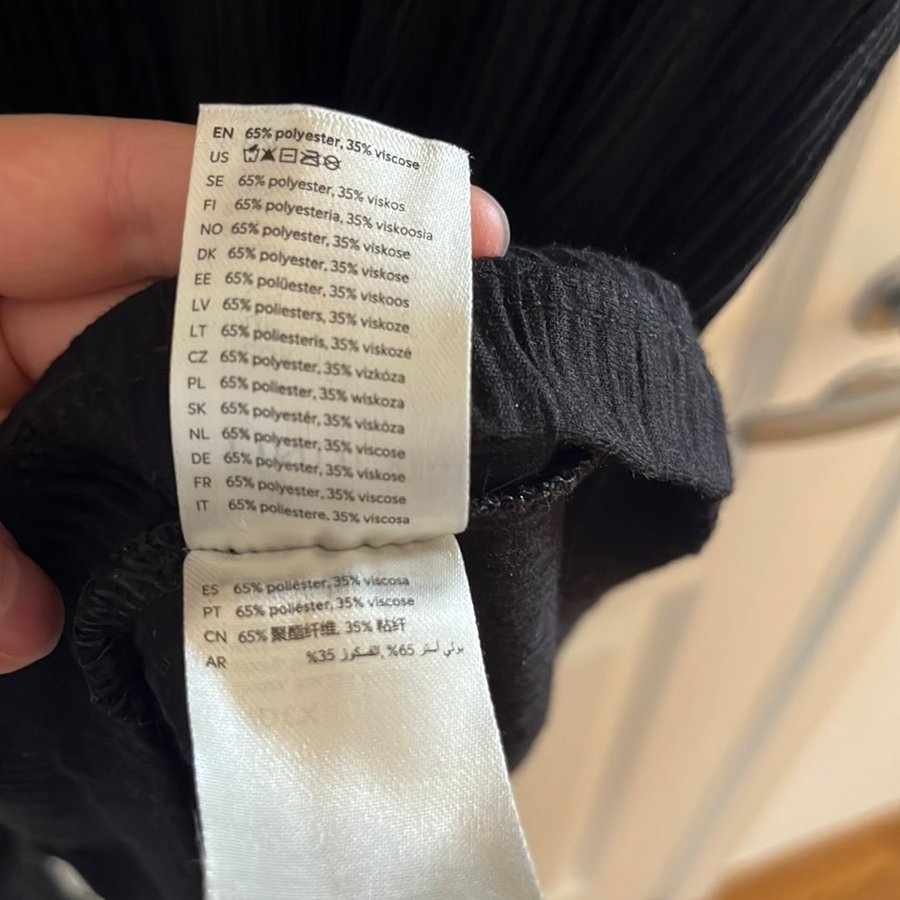 EN 65% polyester, 35% viscose
US
SE 65% polyester, 35% viskos
FI 65% polyesteria, 35% viskoosia
NO 65% polyester, 35% viskose
DK 65% polyester, 35% viskose
EE 65% polüester, 35% viskoos
LV 65% poliesters, 35% viskoze
LT 65% poliesteris, 35% viskozė
CZ 65% polyester, 35% vizkóza
PL 65% poliester, 35% wiskoza
SK 65% polyestér, 35% viskóza
NL 65% polyester, 35% viscose
DE 65% polyester, 35% viskose
FR 65% polyester, 35% viscose
IT 65% poliestere, 35% viscosa
ES 65% poliéster, 35% viscosa
PT 65% poliéster, 35% viscose
CN 65% 聚酯纤维, 35% 粘纤
AR بولي أستر 65%, الفسكوز 35%